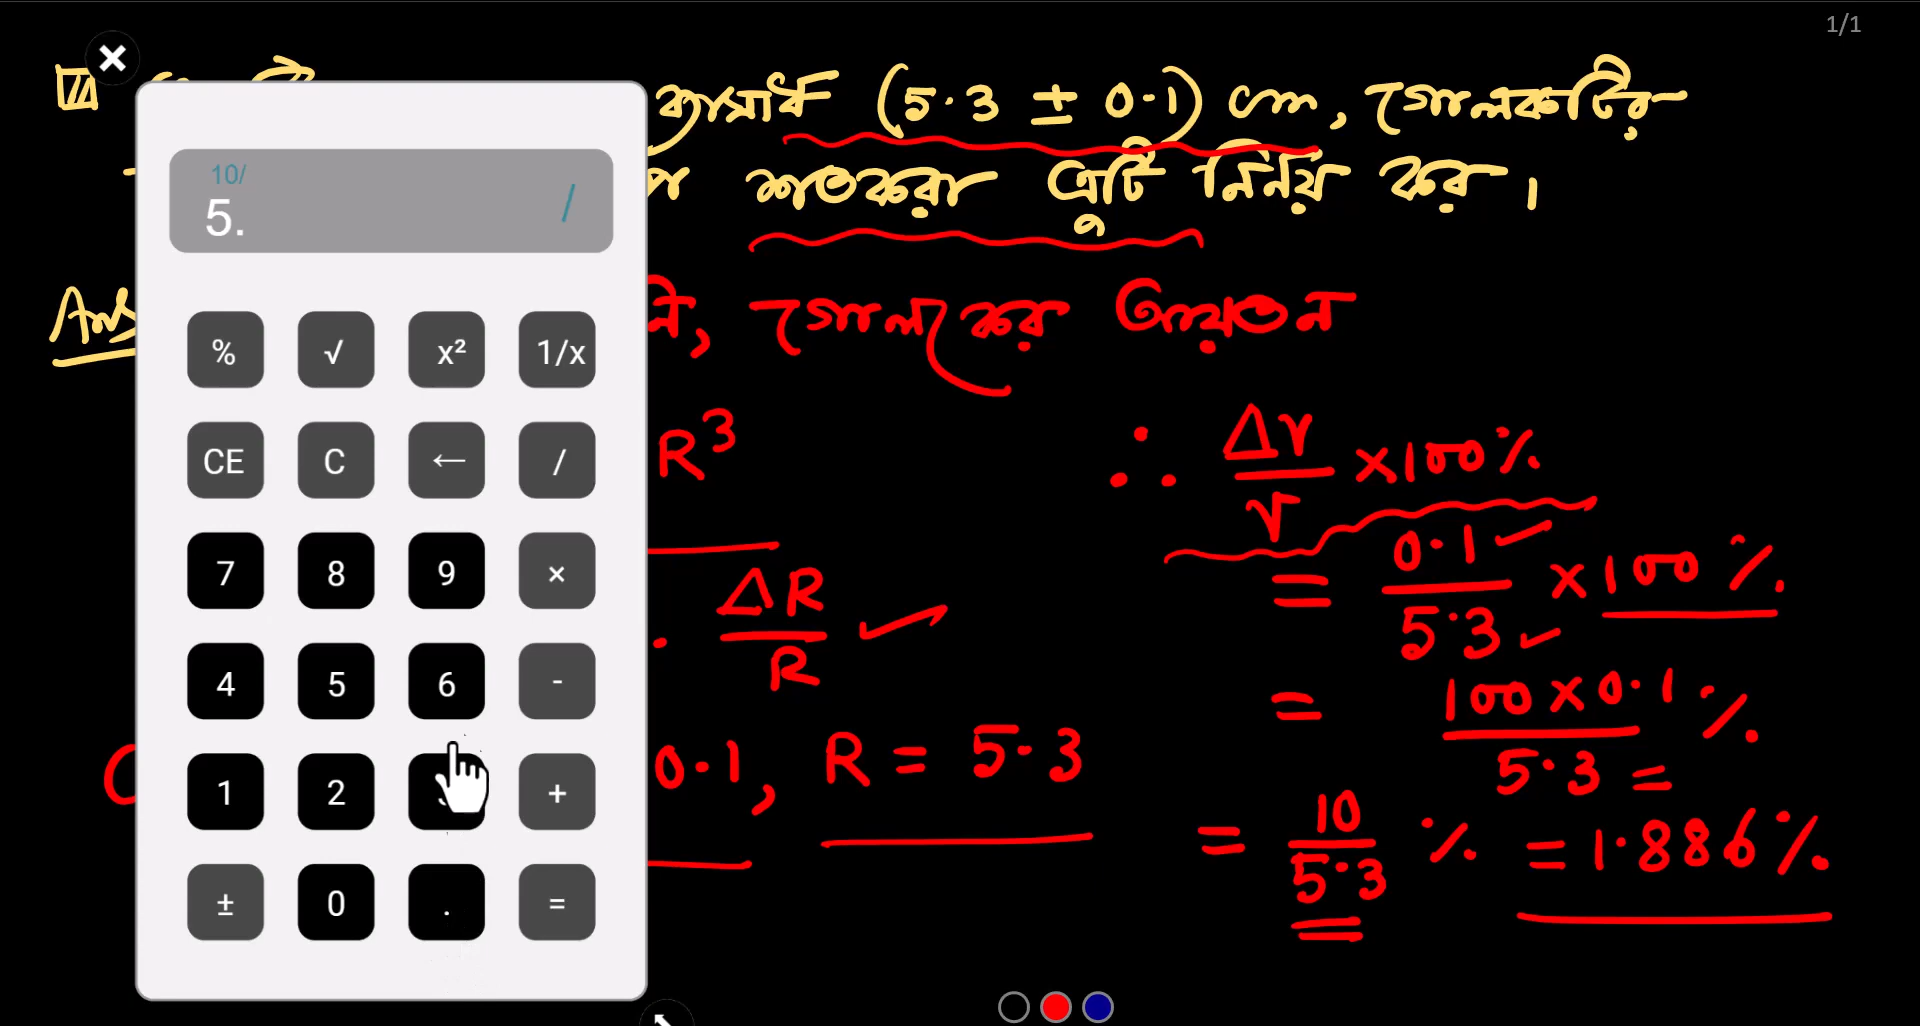 1/1
ব্যাসার্ধ (5.3 ± 0.1) cm, গোলকটির
শতকরা ত্রুটি নির্ণয় কর।
Ans
নি, গোলকের আয়তন
R³
∴ Δr/r ×100%
ΔR/R
= 0.1/5.3 × 100 %
= 100 × 0.1/5.3 % =
0.1, R = 5.3
= 10/5.3 % = 1.886%
10/
5. /
% √ x² 1/x
CE C ← /
7 8 9 ×
4 5 6 -
1 2 +
± 0 . =